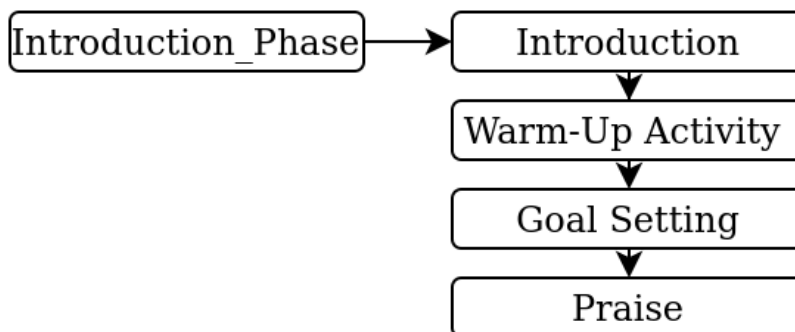 Introduction_Phase
Introduction
Warm-Up Activity
Goal Setting
Praise